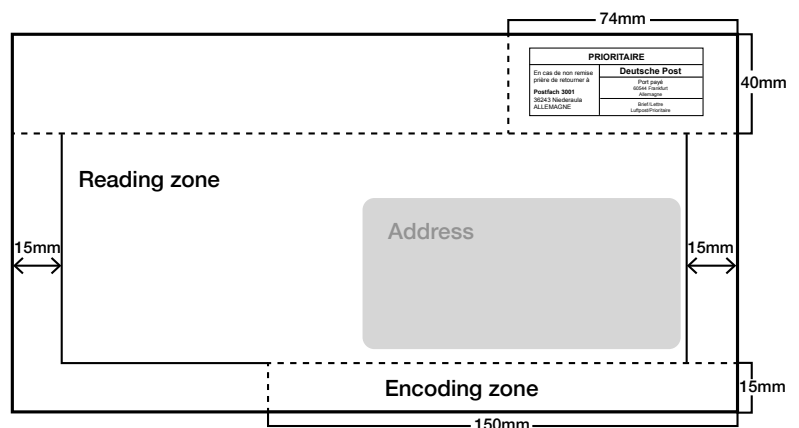 74mm
PRIORITAIRE
En cas de non remise
prière de retourner à
Postfach 3001
36243 Niederaula
ALLEMAGNE
Deutsche Post
Port payé
60544 Frankfurt
Allemagne
Brief/Lettre
Luftpost/Prioritaire
40mm
Reading zone
Address
15mm
15mm
Encoding zone
15mm
150mm